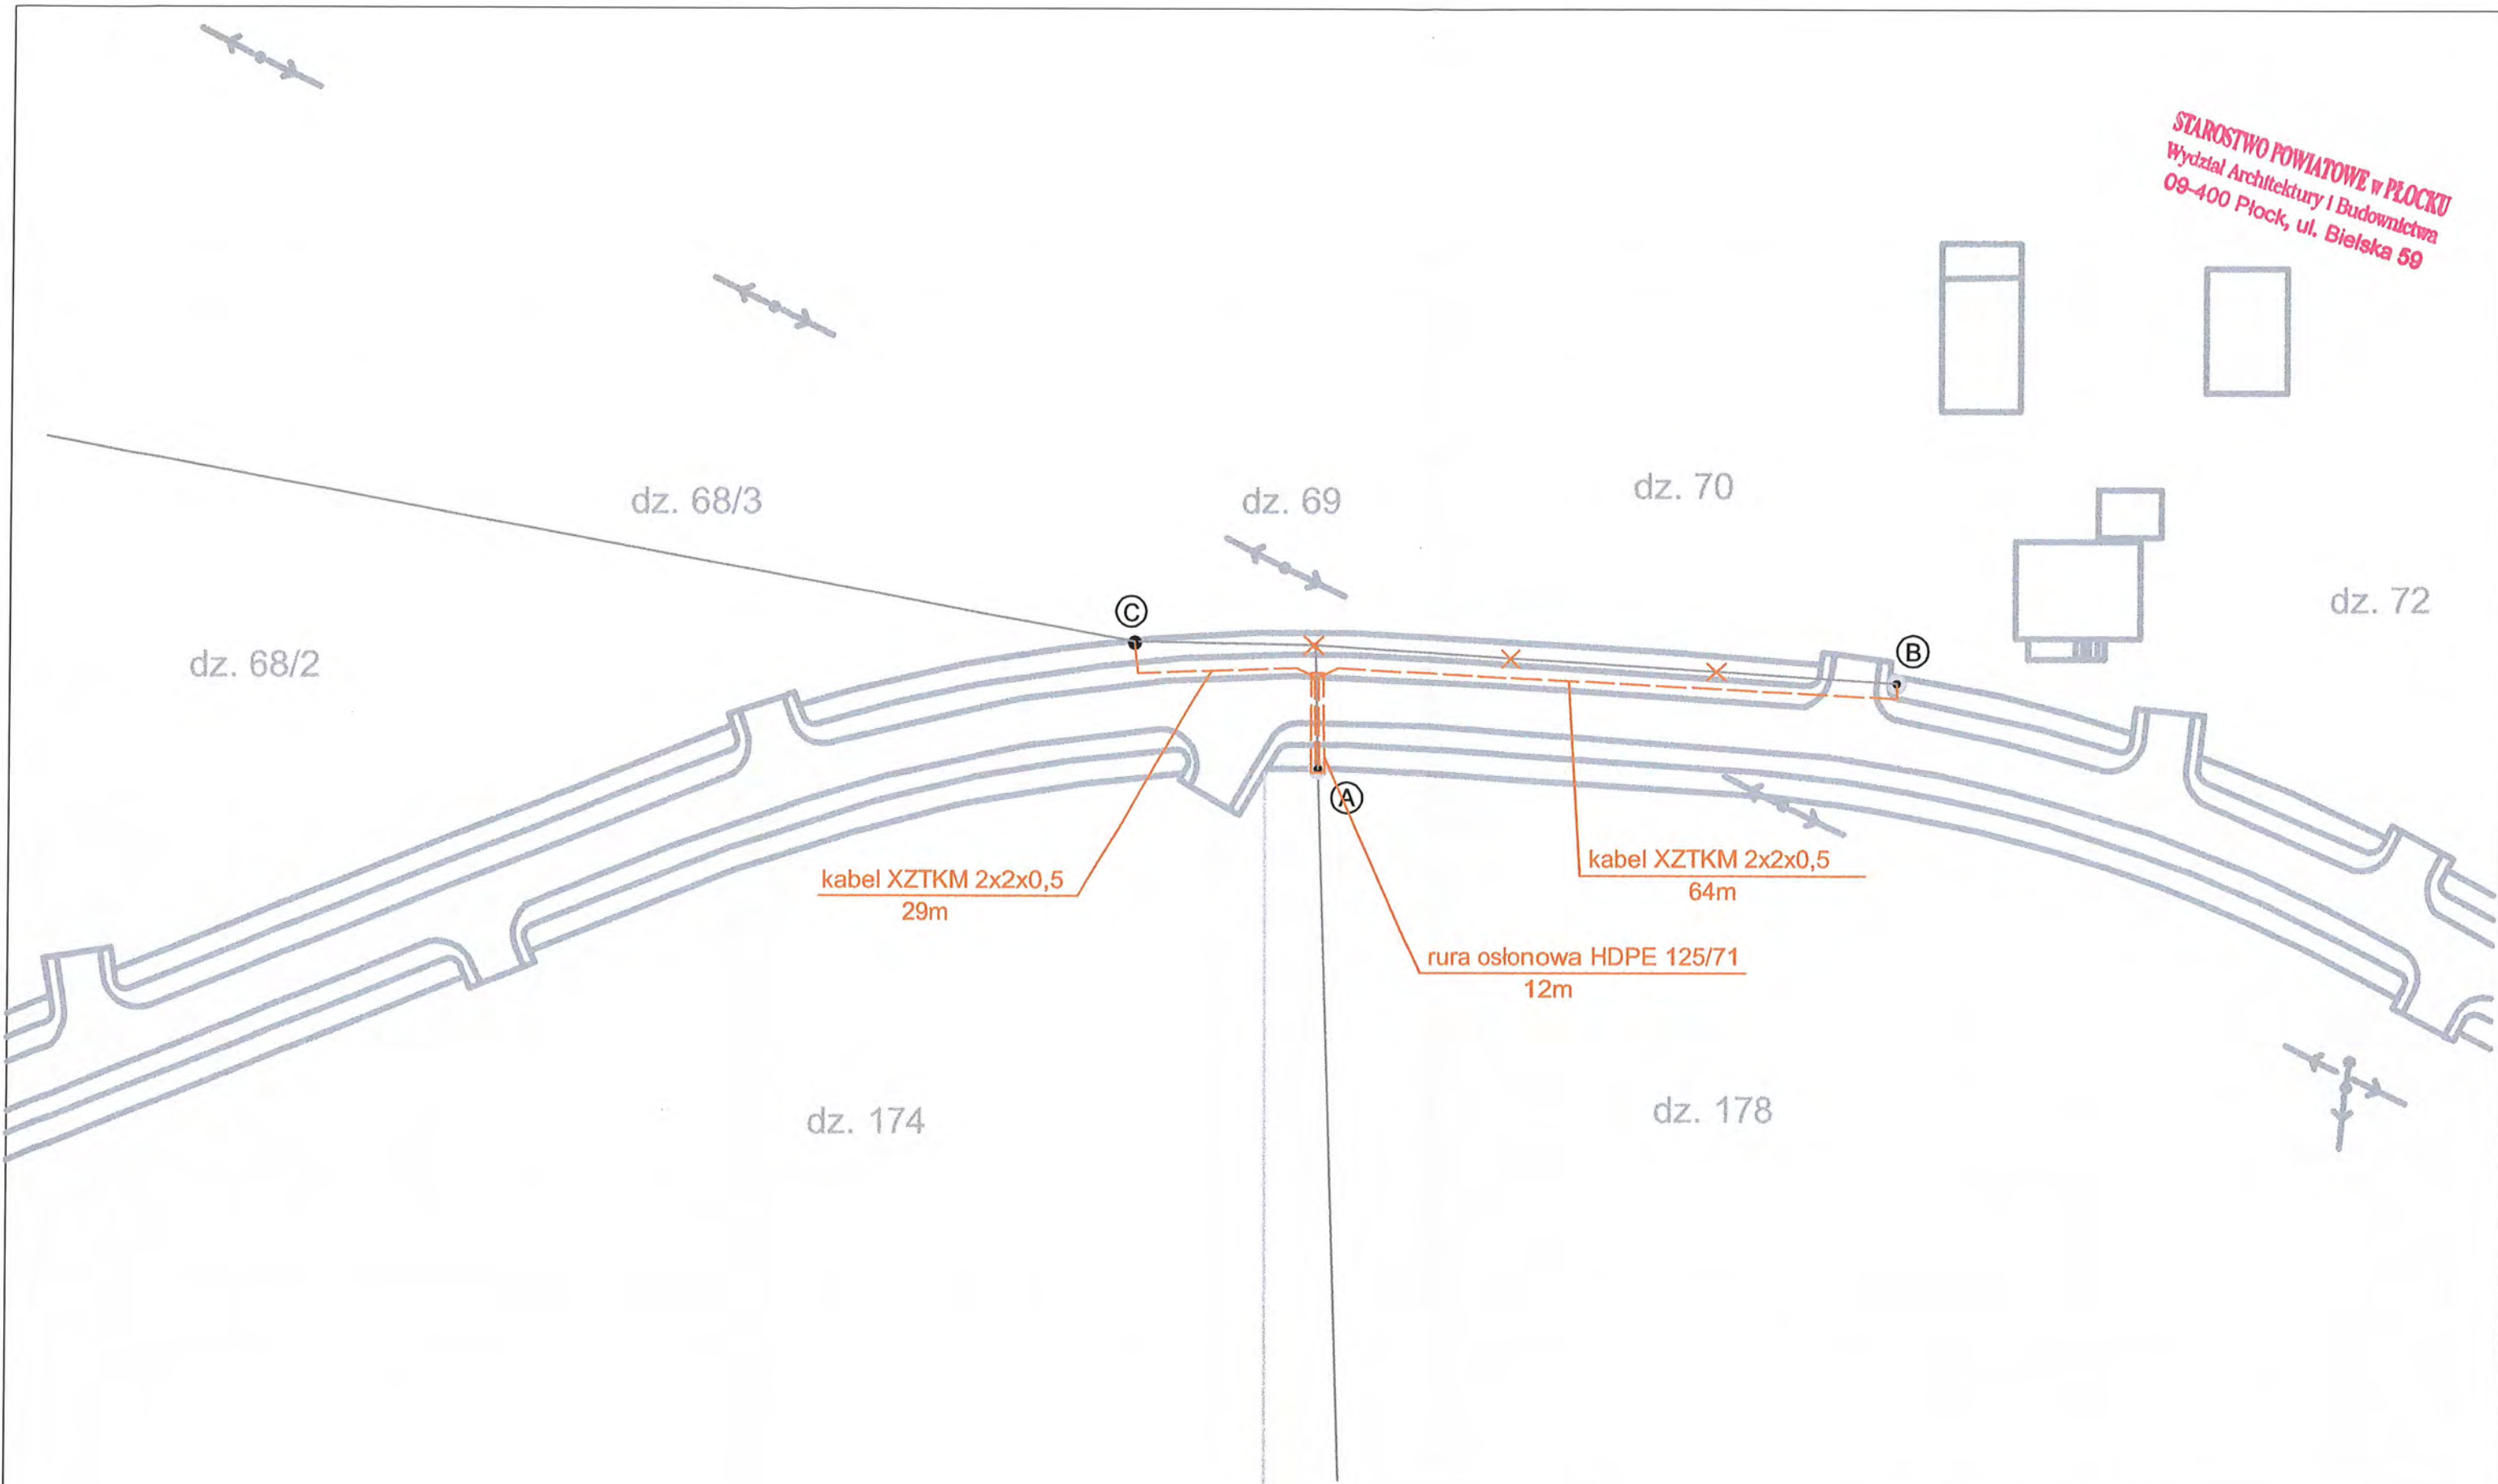 STAROSTWO POWIATOWE w PŁOCKU
Wydział Architektury i Budownictwa
09-400 Płock, ul. Bielska 59
dz. 68/3
dz. 69
dz. 70
dz. 72
dz. 68/2
C
B
A
kabel XZTKM 2x2x0,5
29m
kabel XZTKM 2x2x0,5
64m
rura osłonowa HDPE 125/71
12m
dz. 174
dz. 178